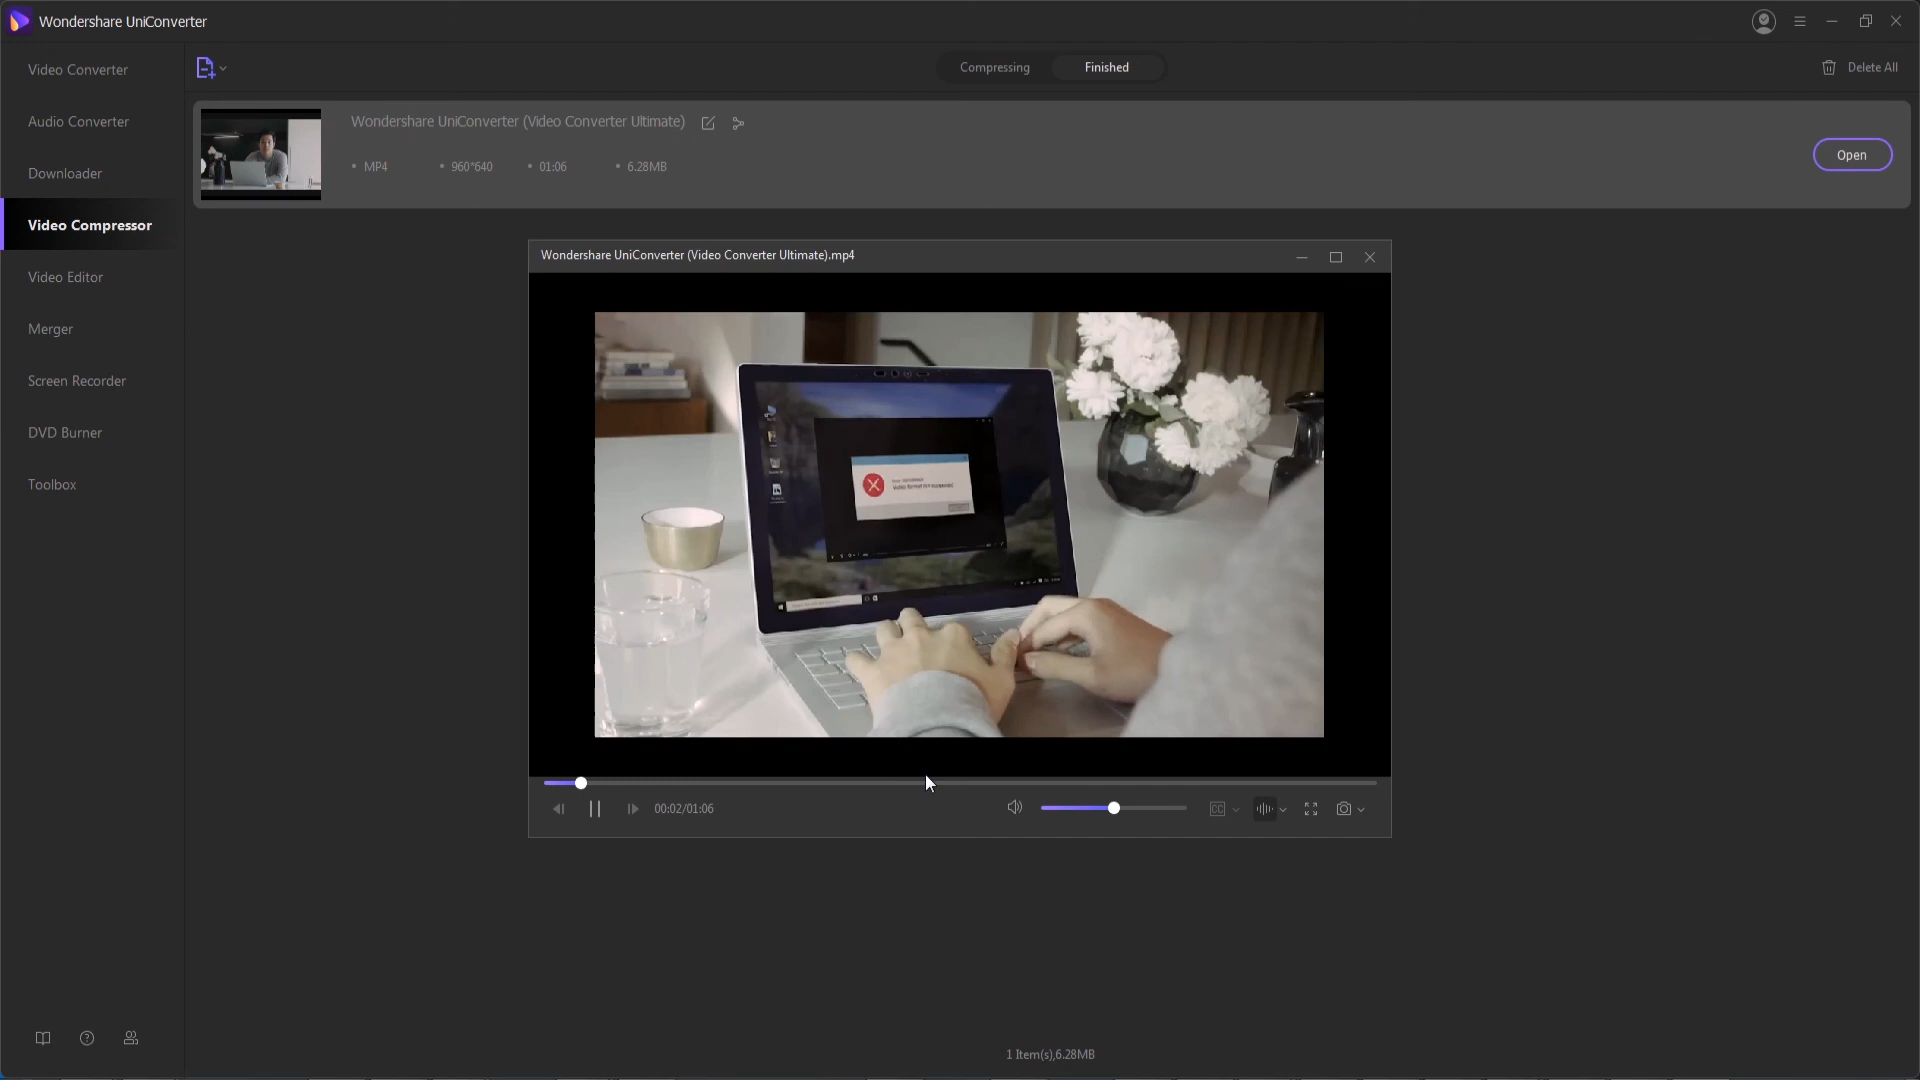 Wondershare UniConverter
Video Converter
Audio Converter
Downloader
Video Compressor
Video Editor
Merger
Screen Recorder
DVD Burner
Toolbox
Compressing
Finished
Delete All
Wondershare UniConverter (Video Converter Ultimate)
MP4
960*640
01:06
6.28MB
Open
Wondershare UniConverter (Video Converter Ultimate).mp4
00:02/01:06
CC
1 Item(s),6.28MB